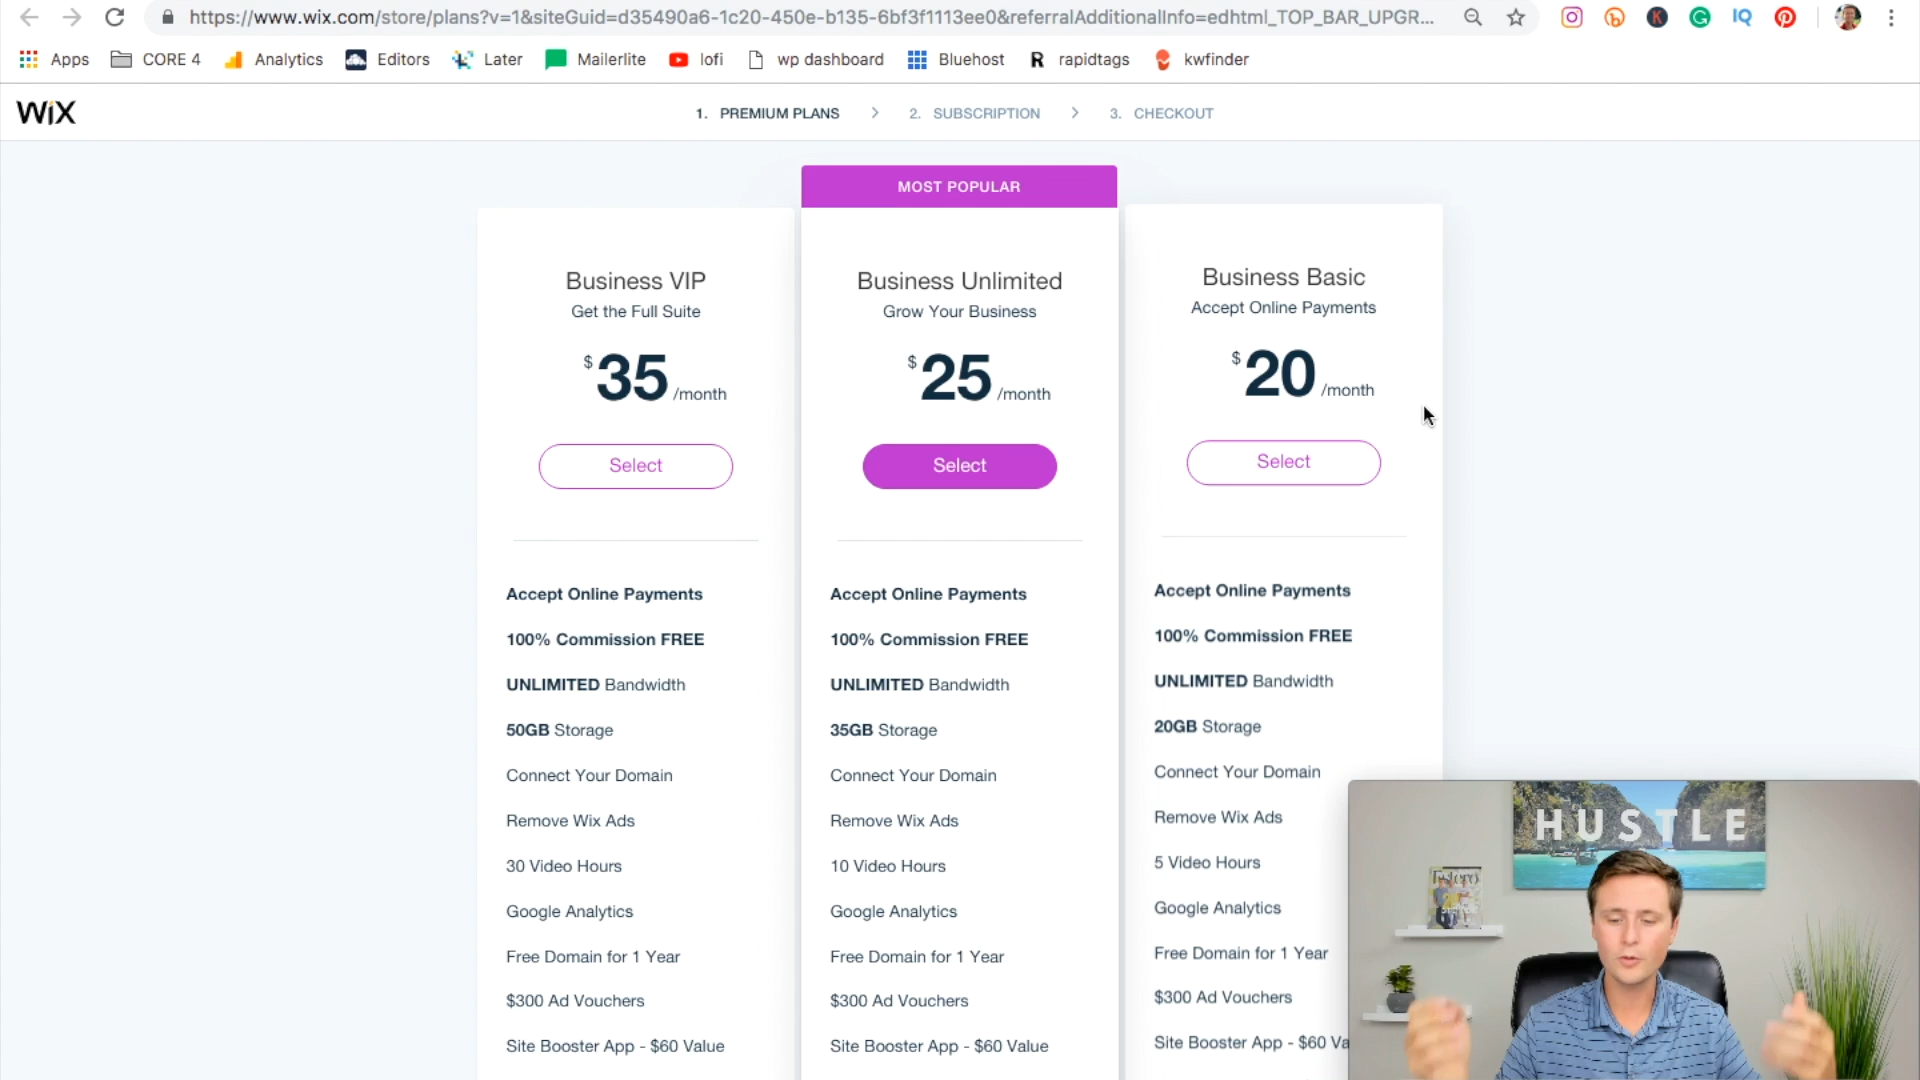 https://www.wix.com/store/plans?v=1&siteGuid=d35490a6-1c20-450e-b135-6bf3f1113ee0&referralAdditionalInfo=edhtml_TOP_BAR_UPGR...
Apps
CORE 4
Analytics
Editors
Later
Mailerlite
lofi
wp dashboard
Bluehost
R rapidtags
kwfinder
WiX
1. PREMIUM PLANS > 2. SUBSCRIPTION > 3. CHECKOUT
MOST POPULAR
Business VIP
Get the Full Suite
$35 /month
Select
Accept Online Payments
100% Commission FREE
UNLIMITED Bandwidth
50GB Storage
Connect Your Domain
Remove Wix Ads
30 Video Hours
Google Analytics
Free Domain for 1 Year
$300 Ad Vouchers
Site Booster App - $60 Value
Business Unlimited
Grow Your Business
$25 /month
Select
Accept Online Payments
100% Commission FREE
UNLIMITED Bandwidth
35GB Storage
Connect Your Domain
Remove Wix Ads
10 Video Hours
Google Analytics
Free Domain for 1 Year
$300 Ad Vouchers
Site Booster App - $60 Value
Business Basic
Accept Online Payments
$20 /month
Select
Accept Online Payments
100% Commission FREE
UNLIMITED Bandwidth
20GB Storage
Connect Your Domain
Remove Wix Ads
5 Video Hours
Google Analytics
Free Domain for 1 Year
$300 Ad Vouchers
Site Booster App - $60 Va
HUSTLE